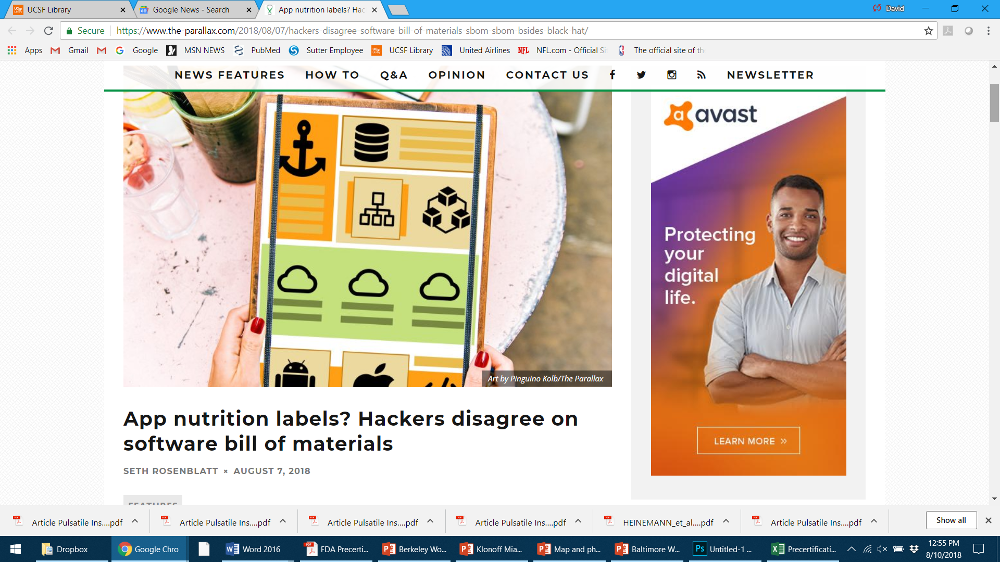 UCSF Library
Google News - Search
App nutrition labels? Hac
David
Secure
https://www.the-parallax.com/2018/08/07/hackers-disagree-software-bill-of-materials-sbom-sbom-bsides-black-hat/
Apps
Gmail
Google
MSN NEWS
PubMed
Sutter Employee
UCSF Library
United Airlines
NFL.com - Official Si
The official site of th
NEWS FEATURES
HOW TO
Q&A
OPINION
CONTACT US
NEWSLETTER
avast
Protecting
your
digital
life.
LEARN MORE »
Art by Pinguino Kolb/The Parallax
App nutrition labels? Hackers disagree on
software bill of materials
SETH ROSENBLATT × AUGUST 7, 2018
FEATURES
Article Pulsatile Ins....pdf
Article Pulsatile Ins....pdf
Article Pulsatile Ins....pdf
Article Pulsatile Ins....pdf
HEINEMANN_et_al....pdf
Article Pulsatile Ins....pdf
Show all
Dropbox
Google Chro
Word 2016
FDA Precerti...
Berkeley Wo...
Klonoff Mia...
Map and ph...
Baltimore W...
Untitled-1 ...
Precertificati...
12:55 PM
8/10/2018